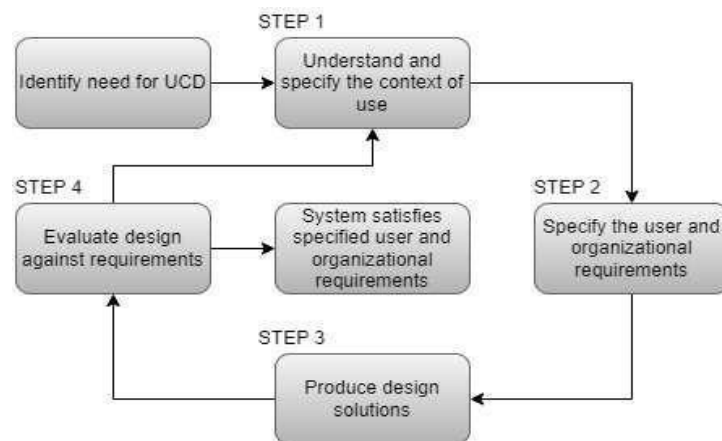 STEP 1
Identify need for UCD
Understand and
specify the context of
use
STEP 4
Evaluate design
against requirements
System satisfies
specified user and
organizational
requirements
STEP 2
Specify the user and
organizational
requirements
STEP 3
Produce design
solutions